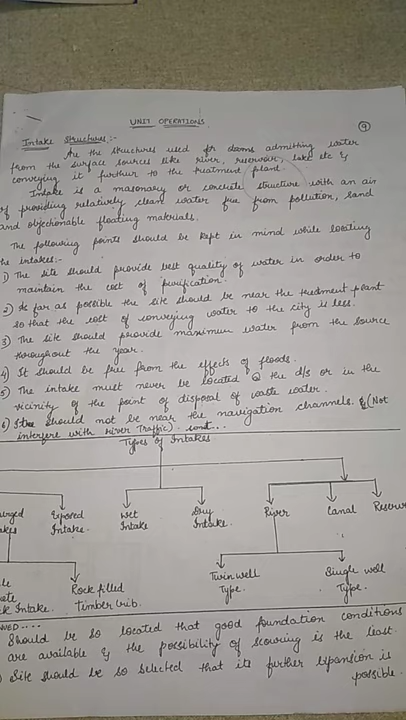 UNIT OPERATIONS
9
Intake Structures:-
Are the structures used for dams admitting water
from the surface sources like river, reservoir, lake etc &
conveying it further to the treatment plant.
Intake is a masonary or concrete structure with an aim
of providing relatively clean water free from pollution, sand
and objectionable floating materials.
The following points should be kept in mind while locating
the intakes:-
1) The site should provide best quality of water in order to
maintain the cost of purification.
2) As far as possible the site should be near the treatment plant
so that the cost of conveying water to the city is less.
3) The site should provide maximum water from the source
throughout the year.
4) It should be free from the effects of floods.
5) The intake must never be located @ the d/s or in the
vicinity of the point of disposal of waste water.
6) It should not be near the navigation channels. (Not
interfere with river Traffic) cont...
Types of Intakes
Exposed Wet Dry River Canal Reserv
Intake. Intake Intake.
Rock filled Twin well Single well
k Intake. Timber crib. Type. Type.
Should be so located that good foundation conditions
are available & the possibility of scouring is the least.
Site should be so selected that its further expansion is
possible.